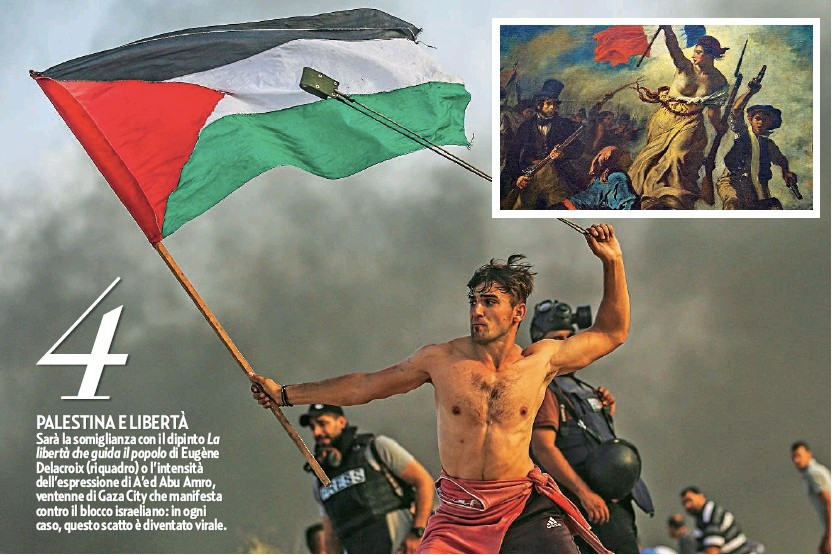 4
PALESTINA E LIBERTÀ
Sarà la somiglianza con il dipinto La
libertà che guida il popolo di Eugène
Delacroix (riquadro) o l'intensità
dell'espressione di A'ed Abu Amro,
ventenne di Gaza City che manifesta
contro il blocco israeliano: in ogni
caso, questo scatto è diventato virale.
PRESS
adidas